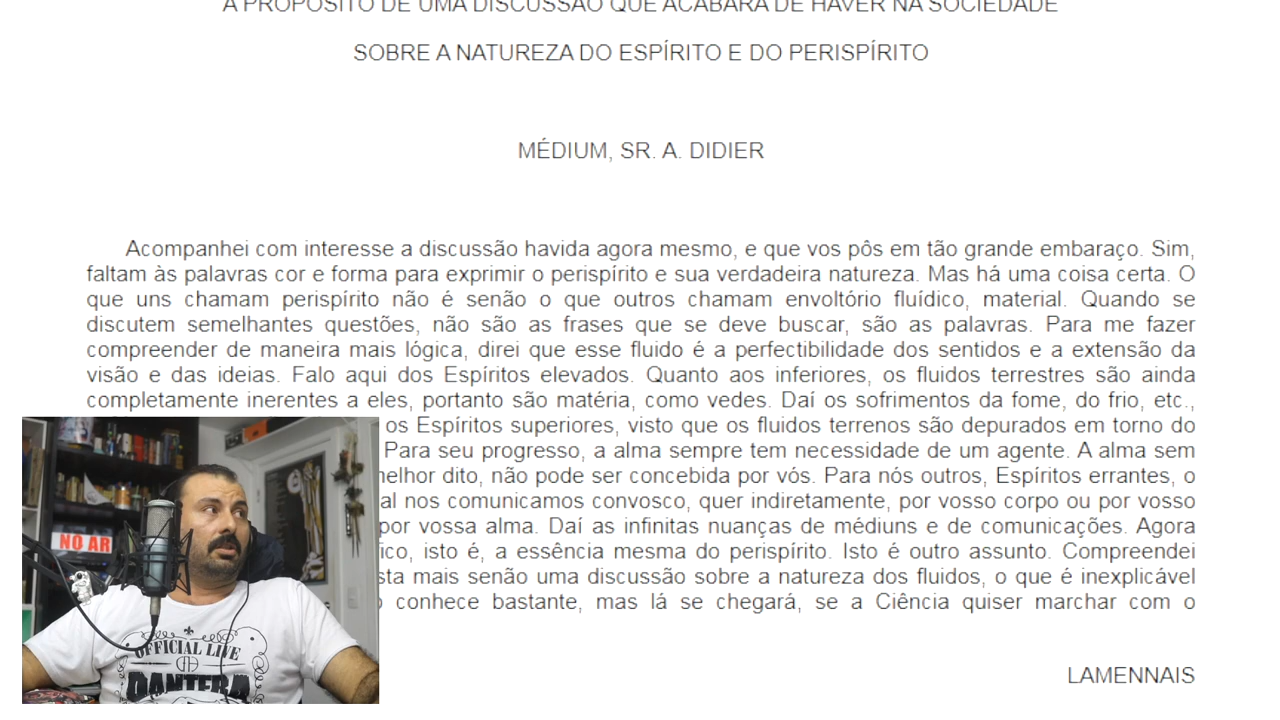 A PROPÓSITO DE UMA DISCUSSÃO QUE ACABARA DE HAVER NA SOCIEDADE
SOBRE A NATUREZA DO ESPÍRITO E DO PERISPÍRITO
MÉDIUM, SR. A. DIDIER
Acompanhei com interesse a discussão havida agora mesmo, e que vos pôs em tão grande embaraço. Sim,
faltam às palavras cor e forma para exprimir o perispírito e sua verdadeira natureza. Mas há uma coisa certa. O
que uns chamam perispírito não é senão o que outros chamam envoltório fluídico, material. Quando se
discutem semelhantes questões, não são as frases que se deve buscar, são as palavras. Para me fazer
compreender de maneira mais lógica, direi que esse fluido é a perfectibilidade dos sentidos e a extensão da
visão e das ideias. Falo aqui dos Espíritos elevados. Quanto aos inferiores, os fluidos terrestres são ainda
completamente inerentes a eles, portanto são matéria, como vedes. Daí os sofrimentos da fome, do frio, etc.,
os Espíritos superiores, visto que os fluidos terrenos são depurados em torno do
Para seu progresso, a alma sempre tem necessidade de um agente. A alma sem
melhor dito, não pode ser concebida por vós. Para nós outros, Espíritos errantes, o
nos comunicamos convosco, quer indiretamente, por vosso corpo ou por vosso
por vossa alma. Daí as infinitas nuanças de médiuns e de comunicações. Agora
isto é, a essência mesma do perispírito. Isto é outro assunto. Compreendei
mais senão uma discussão sobre a natureza dos fluidos, o que é inexplicável
conhece bastante, mas lá se chegará, se a Ciência quiser marchar com o
LAMENNAIS
NO AR
OFFICIAL LIVE
PANTERA